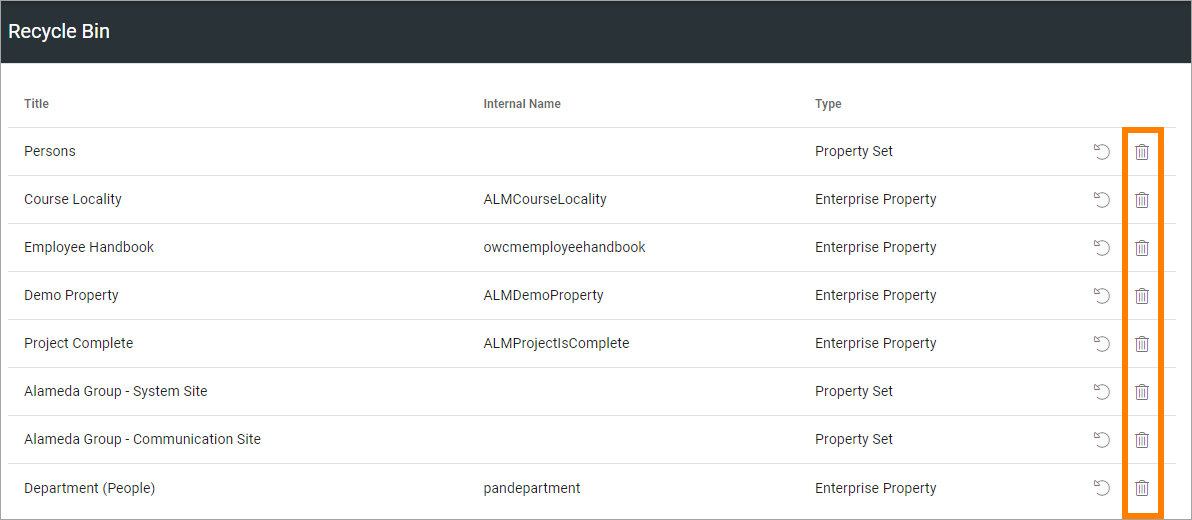 Recycle Bin
Title Internal Name Type
Persons Property Set
Course Locality ALMCourseLocality Enterprise Property
Employee Handbook owcmemployeehandbook Enterprise Property
Demo Property ALMDemoProperty Enterprise Property
Project Complete ALMProjectIsComplete Enterprise Property
Alameda Group - System Site Property Set
Alameda Group - Communication Site Property Set
Department (People) pandepartment Enterprise Property